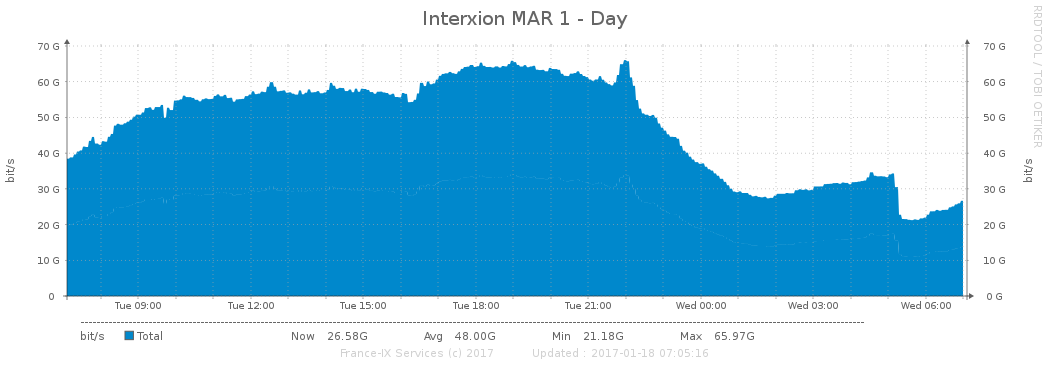 Interxion MAR 1 - Day
RRDTOOL / TOBI OETIKER
70 G 70 G
60 G 60 G
50 G 50 G
40 G 40 G
30 G 30 G
20 G 20 G
10 G 10 G
0 0 G
bit/s bit/s
Tue 09:00 Tue 12:00 Tue 15:00 Tue 18:00 Tue 21:00 Wed 00:00 Wed 03:00 Wed 06:00
bit/s Total Now 26.58G Avg 48.00G Min 21.18G Max 65.97G
France-IX Services (c) 2017 Updated : 2017-01-18 07:05:16